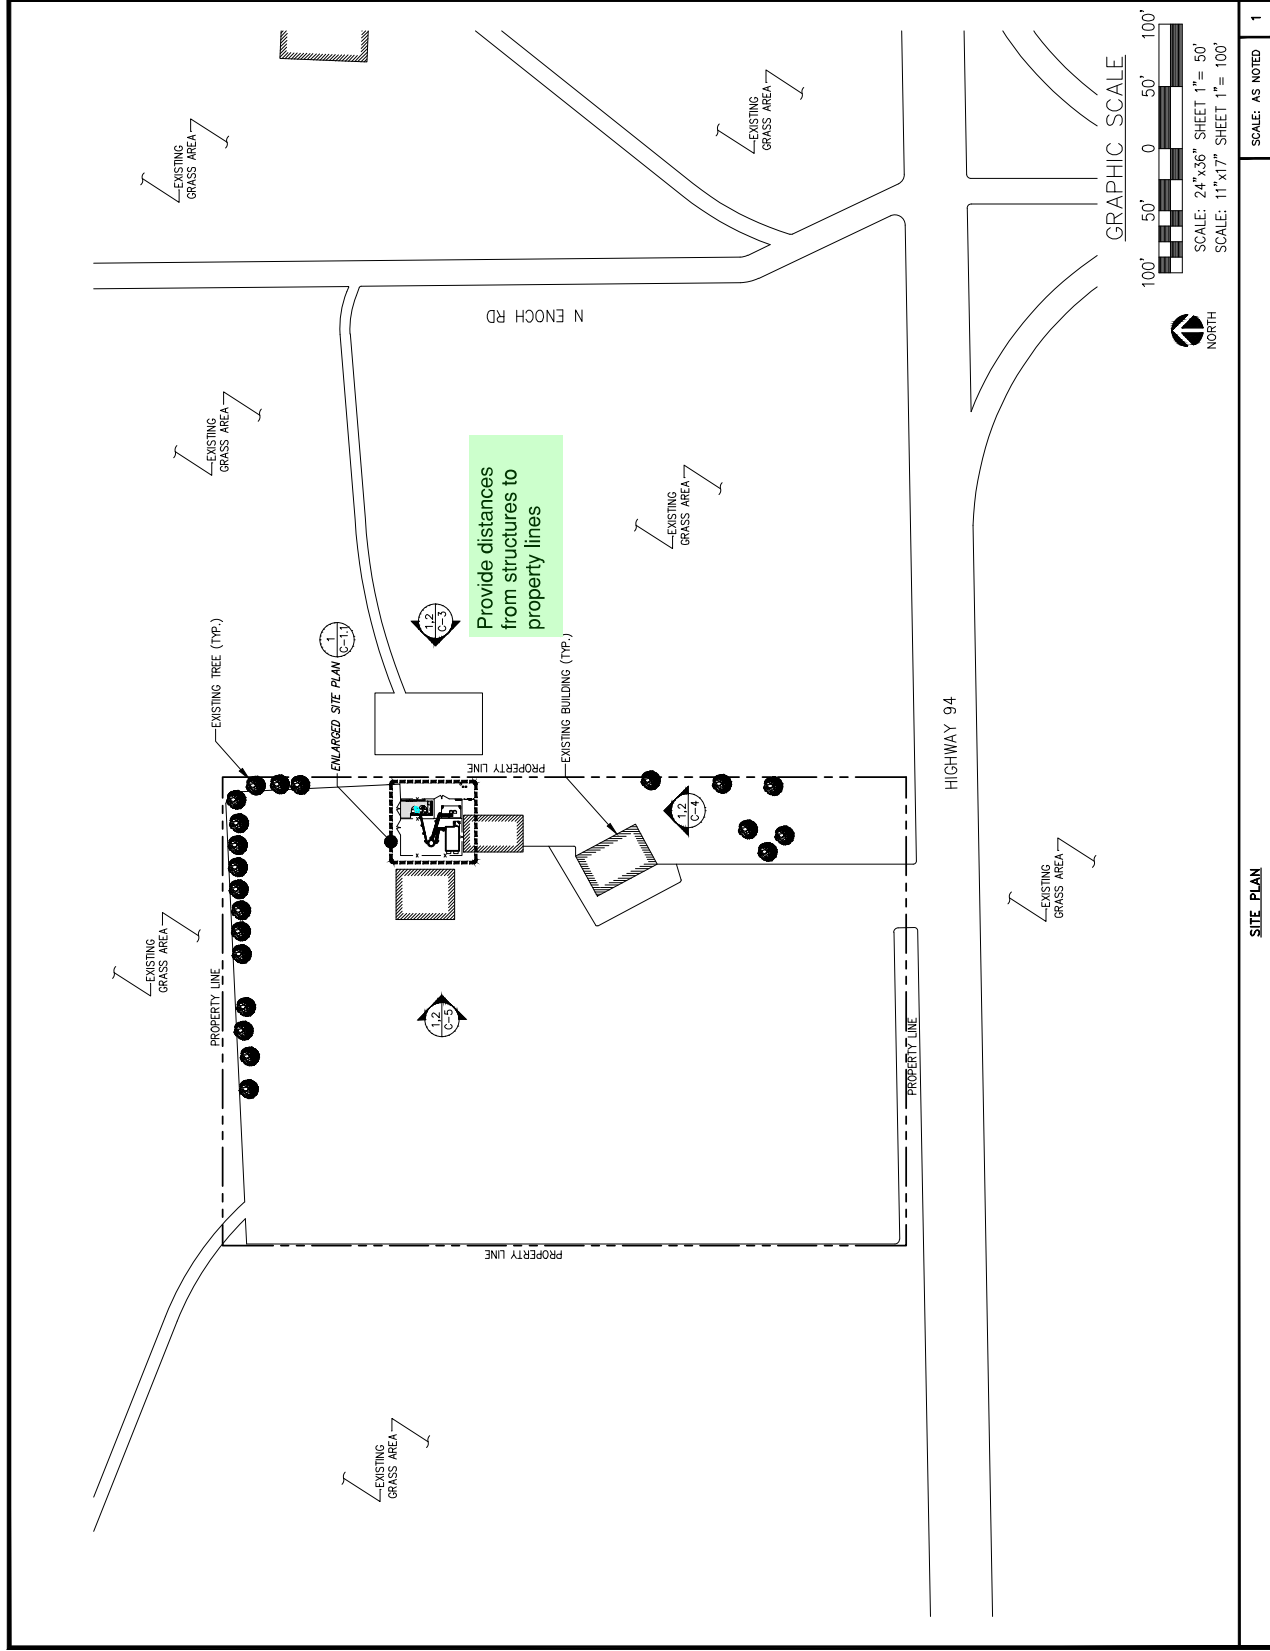 EXISTING
GRASS AREA
EXISTING
GRASS AREA
EXISTING
GRASS AREA
EXISTING
GRASS AREA
EXISTING
GRASS AREA
EXISTING
GRASS AREA
EXISTING
GRASS AREA
PROPERTY LINE
PROPERTY LINE
PROPERTY LINE
PROPERTY LINE
EXISTING TREE (TYP.)
ENLARGED SITE PLAN
1
C-1.1
1,2
C-3
1,2
C-4
1,2
C-5
EXISTING BUILDING (TYP.)
Provide distances
from structures to
property lines
N ENOCH RD
HIGHWAY 94
GRAPHIC SCALE
100' 50' 0 50' 100'
SCALE: 24"x36" SHEET 1"= 50'
SCALE: 11"x17" SHEET 1"= 100'
NORTH
SITE PLAN
SCALE: AS NOTED
1